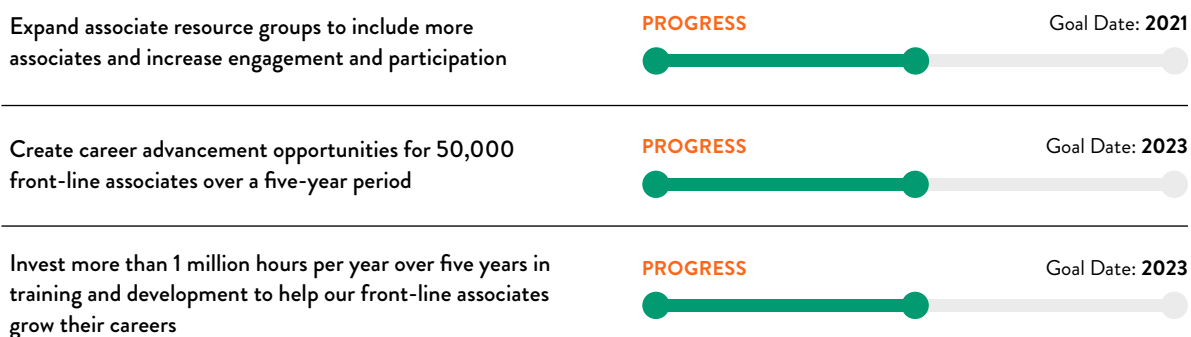 Expand associate resource groups to include more
associates and increase engagement and participation
PROGRESS
Goal Date: 2021
Create career advancement opportunities for 50,000
front-line associates over a five-year period
PROGRESS
Goal Date: 2023
Invest more than 1 million hours per year over five years in
training and development to help our front-line associates
grow their careers
PROGRESS
Goal Date: 2023